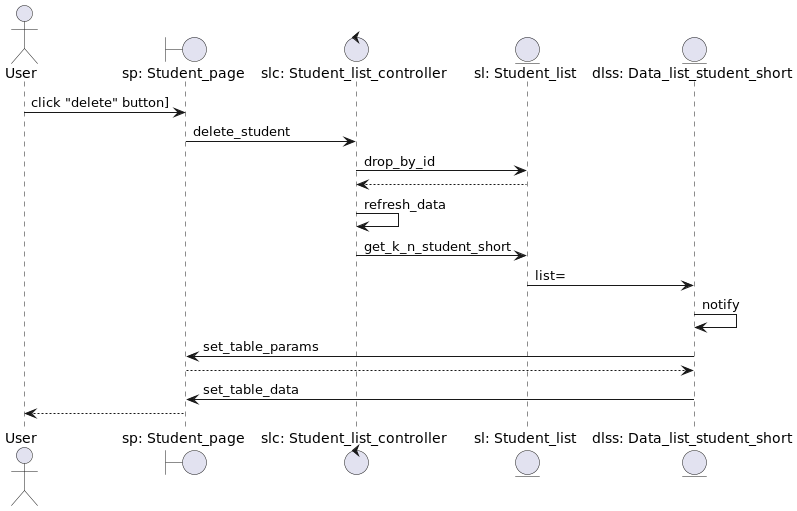 User
sp: Student_page
slc: Student_list_controller
sl: Student_list
dlss: Data_list_student_short
click "delete" button]
delete_student
drop_by_id
refresh_data
get_k_n_student_short
list=
notify
set_table_params
set_table_data
User
sp: Student_page
slc: Student_list_controller
sl: Student_list
dlss: Data_list_student_short